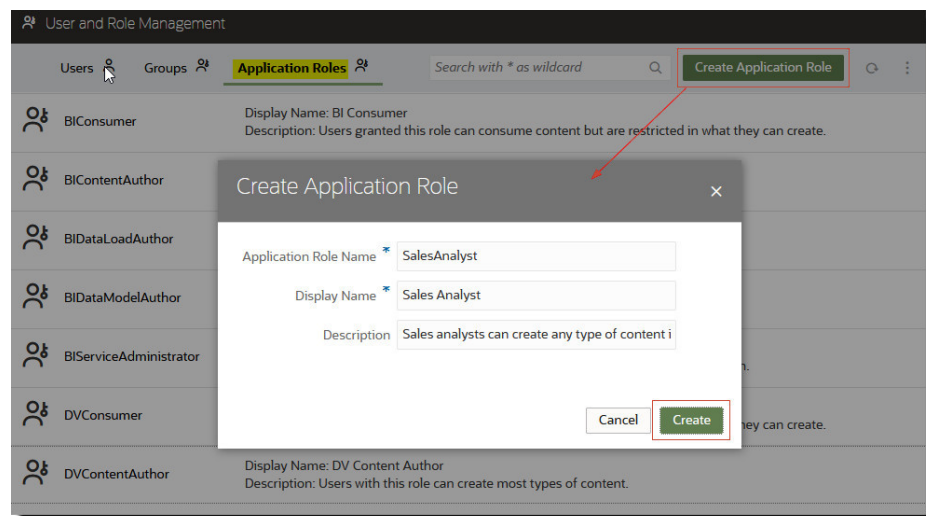 User and Role Management
Users Groups Application Roles Search with * as wildcard Create Application Role
BIConsumer
Display Name: BI Consumer
Description: Users granted this role can consume content but are restricted in what they can create.
BIContentAuthor
BIDataLoadAuthor
BIDataModelAuthor
BIServiceAdministrator
n.
DVConsumer
hey can create.
DVContentAuthor
Display Name: DV Content Author
Description: Users with this role can create most types of content.
Create Application Role
Application Role Name * SalesAnalyst
Display Name * Sales Analyst
Description Sales analysts can create any type of content i
Cancel Create